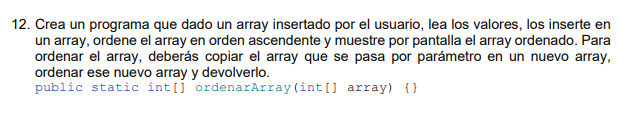 12. Crea un programa que dado un array insertado por el usuario, lea los valores, los inserte en
un array, ordene el array en orden ascendente y muestre por pantalla el array ordenado. Para
ordenar el array, deberás copiar el array que se pasa por parámetro en un nuevo array,
ordenar ese nuevo array y devolverlo.
public static int[] ordenarArray(int[] array) {}